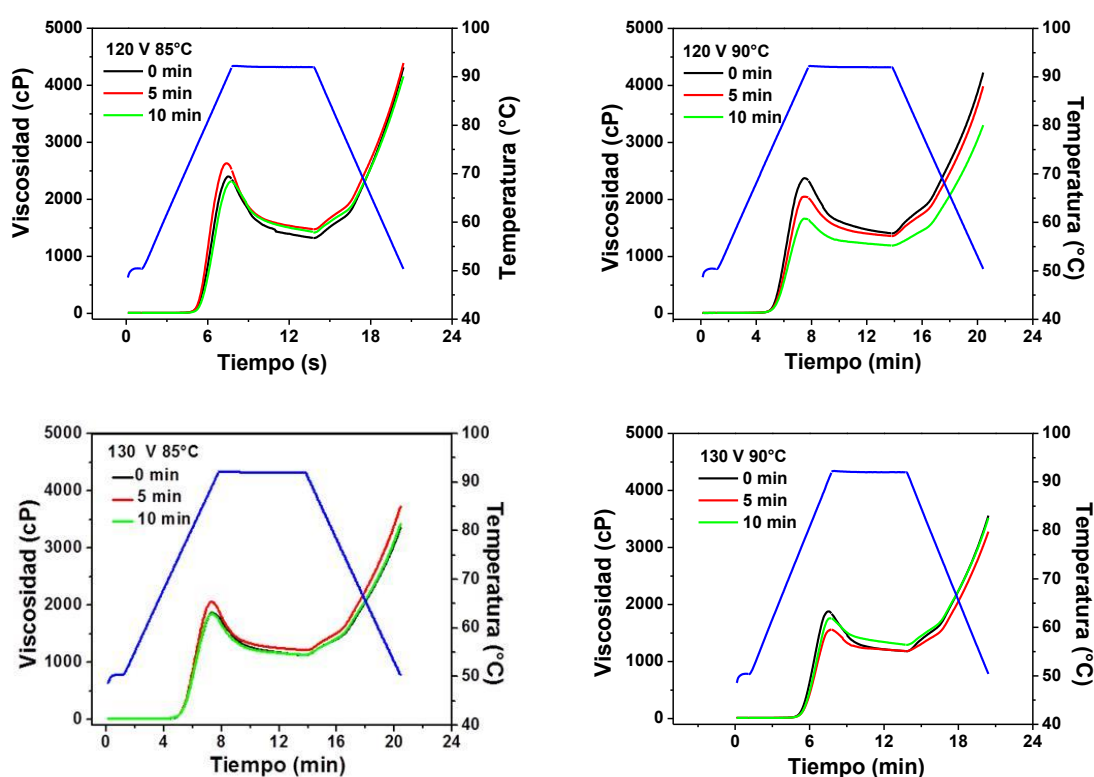 120 V 85°C
0 min
5 min
10 min
Viscosidad (cP)
5000
4000
3000
2000
1000
0
Temperatura (°C)
100
90
80
70
60
50
40
0 6 12 18 24
Tiempo (s)
120 V 90°C
0 min
5 min
10 min
Viscosidad (cP)
5000
4000
3000
2000
1000
0
Temperatura (°C)
100
90
80
70
60
50
40
0 4 8 12 16 20 24
Tiempo (min)
130 V 85°C
0 min
5 min
10 min
Viscosidad (cP)
5000
4000
3000
2000
1000
0
Temperatura (°C)
100
90
80
70
60
50
40
0 4 8 12 16 20 24
Tiempo (min)
130 V 90°C
0 min
5 min
10 min
Viscosidad (cP)
5000
4000
3000
2000
1000
0
Temperatura (°C)
100
90
80
70
60
50
40
0 6 12 18 24
Tiempo (min)